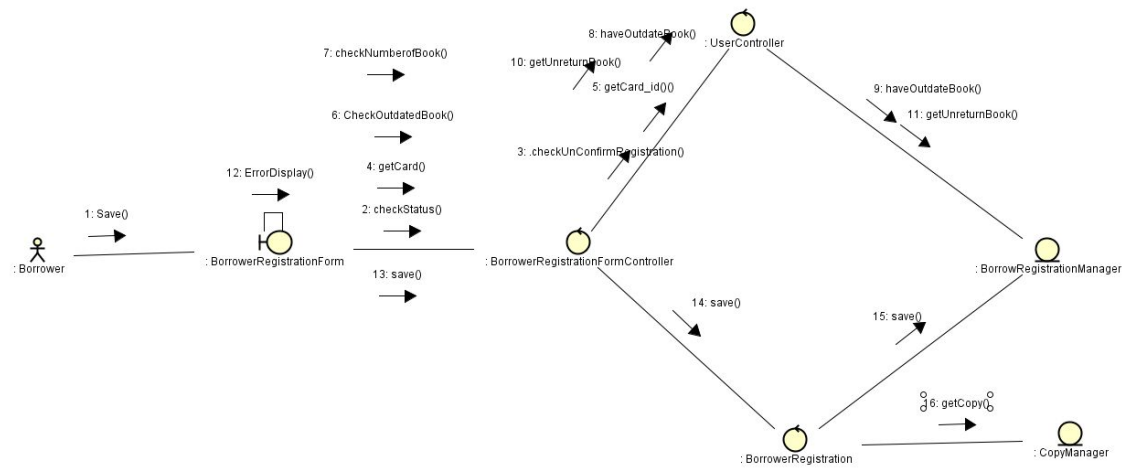 8: haveOutdateBook()
: UserController
7: checkNumberofBook()
10: getUnreturnBook()
5: getCard_id()()
9: haveOutdateBook()
6: CheckOutdatedBook()
11: getUnreturnBook()
3: .checkUnConfirmRegistration()
12: ErrorDisplay()
4: getCard()
1: Save()
2: checkStatus()
: Borrower
: BorrowerRegistrationForm
: BorrowerRegistrationFormController
: BorrowRegistrationManager
13: save()
14: save()
15: save()
16: getCopy()
: BorrowerRegistration
: CopyManager